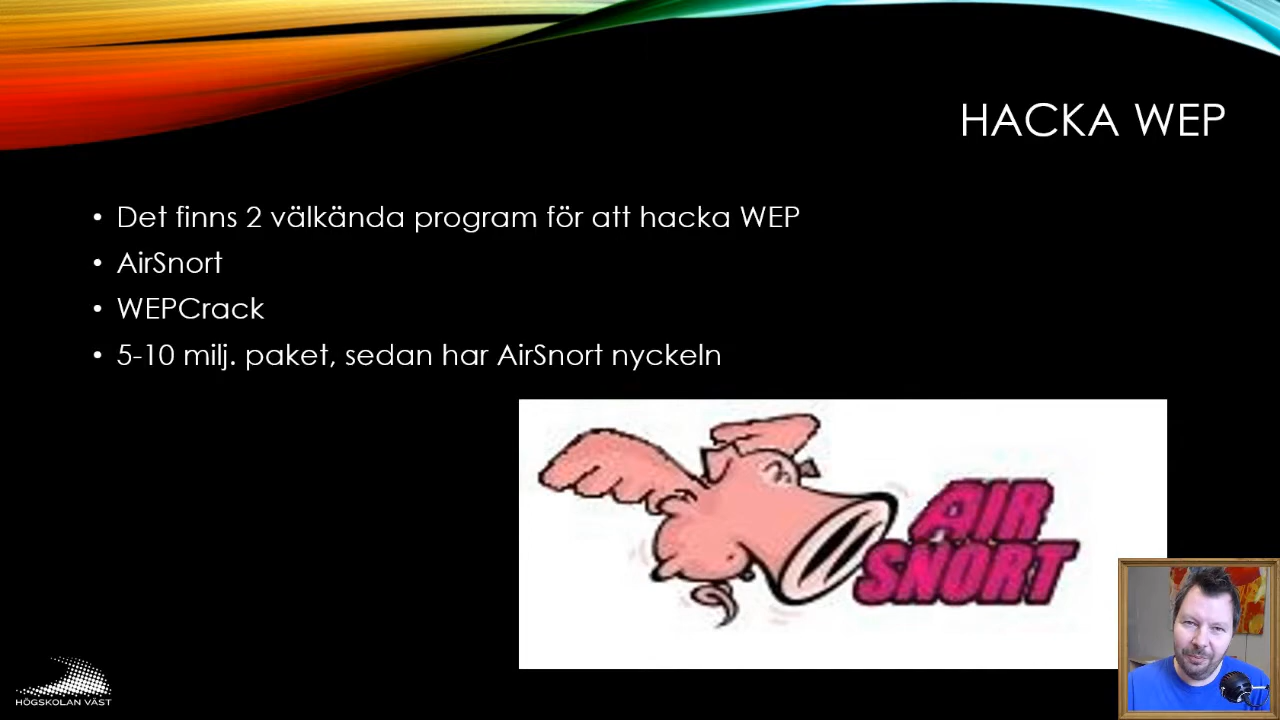 HACKA WEP
• Det finns 2 välkända program för att hacka WEP
• AirSnort
• WEPCrack
• 5-10 milj. paket, sedan har AirSnort nyckeln
AIR
SNORT
HÖGSKOLAN VÄST